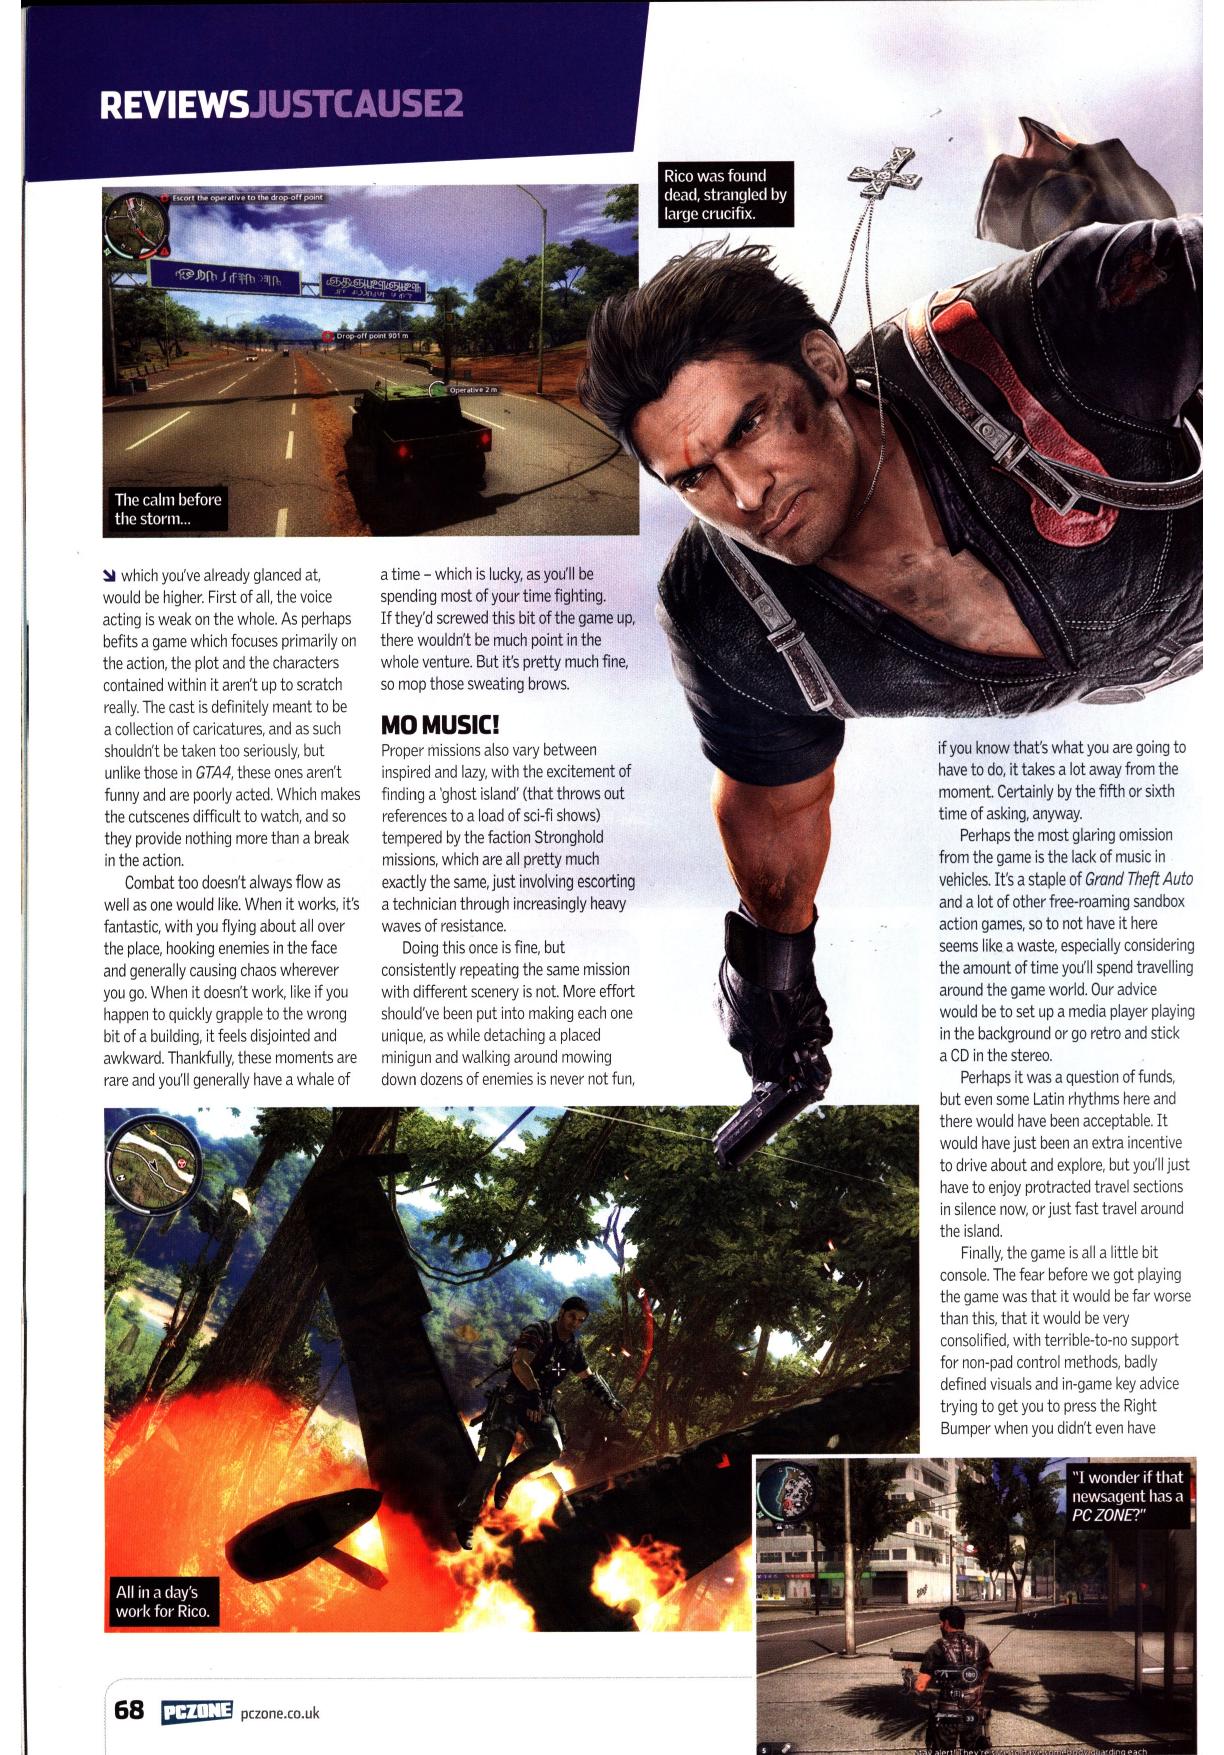 REVIEWSJUSTCAUSE2
Rico was found
dead, strangled by
large crucifix.
Escort the operative to the drop-off point
Drop-off point 901 m
Operative 2 m
The calm before
the storm...
which you've already glanced at,
would be higher. First of all, the voice
acting is weak on the whole. As perhaps
befits a game which focuses primarily on
the action, the plot and the characters
contained within it aren't up to scratch
really. The cast is definitely meant to be
a collection of caricatures, and as such
shouldn't be taken too seriously, but
unlike those in GTA4, these ones aren't
funny and are poorly acted. Which makes
the cutscenes difficult to watch, and so
they provide nothing more than a break
in the action.
Combat too doesn't always flow as
well as one would like. When it works, it's
fantastic, with you flying about all over
the place, hooking enemies in the face
and generally causing chaos wherever
you go. When it doesn't work, like if you
happen to quickly grapple to the wrong
bit of a building, it feels disjointed and
awkward. Thankfully, these moments are
rare and you'll generally have a whale of
a time – which is lucky, as you'll be
spending most of your time fighting.
If they'd screwed this bit of the game up,
there wouldn't be much point in the
whole venture. But it's pretty much fine,
so mop those sweating brows.
MO MUSIC!
Proper missions also vary between
inspired and lazy, with the excitement of
finding a 'ghost island' (that throws out
references to a load of sci-fi shows)
tempered by the faction Stronghold
missions, which are all pretty much
exactly the same, just involving escorting
a technician through increasingly heavy
waves of resistance.
Doing this once is fine, but
consistently repeating the same mission
with different scenery is not. More effort
should've been put into making each one
unique, as while detaching a placed
minigun and walking around mowing
down dozens of enemies is never not fun,
if you know that's what you are going to
have to do, it takes a lot away from the
moment. Certainly by the fifth or sixth
time of asking, anyway.
Perhaps the most glaring omission
from the game is the lack of music in
vehicles. It's a staple of Grand Theft Auto
and a lot of other free-roaming sandbox
action games, so to not have it here
seems like a waste, especially considering
the amount of time you'll spend travelling
around the game world. Our advice
would be to set up a media player playing
in the background or go retro and stick
a CD in the stereo.
Perhaps it was a question of funds,
but even some Latin rhythms here and
there would have been acceptable. It
would have just been an extra incentive
to drive about and explore, but you'll just
have to enjoy protracted travel sections
in silence now, or just fast travel around
the island.
Finally, the game is all a little bit
console. The fear before we got playing
the game was that it would be far worse
than this, that it would be very
consolified, with terrible-to-no support
for non-pad control methods, badly
defined visuals and in-game key advice
trying to get you to press the Right
Bumper when you didn't even have
All in a day's
work for Rico.
"I wonder if that
newsagent has a
PC ZONE?"
180
33
5
68 PCZONE pczone.co.uk